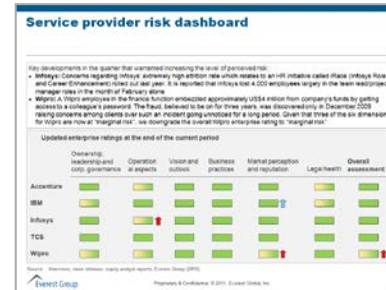 Service provider risk dashboard
Key developments in the quarter that warranted increasing the level of perceived risk:
• Infosys: Concerns regarding Infosys' extremely high attrition rate which relates to an HR initiative called iRace (Infosys Role
and Career Enhancement) rolled out last year. It is reported that Infosys lost 4,000 employees largely in the team lead/project
manager roles in the month of February alone
• Wipro: A Wipro employee in the finance function embezzled approximately US$4 million from company's funds by getting
access to a colleague's password. The fraud, believed to be on for three years, was discovered only in December 2009
raising concerns among clients over such an incident going unnoticed for a long period. Given that three of the six dimensions
for Wipro are now at "marginal risk", we downgrade the overall Wipro enterprise rating to "marginal risk"
Updated enterprise ratings at the end of the current period
Ownership, leadership and corp. governance
Operational aspects
Vision and outlook
Business practices
Market perception and reputation
Legal health
Overall assessment
Accenture
IBM
Infosys
TCS
Wipro
Source: Interviews, news releases, equity analyst reports, Everest Group
Everest Group
Proprietary & Confidential. © 2011, Everest Global, Inc.